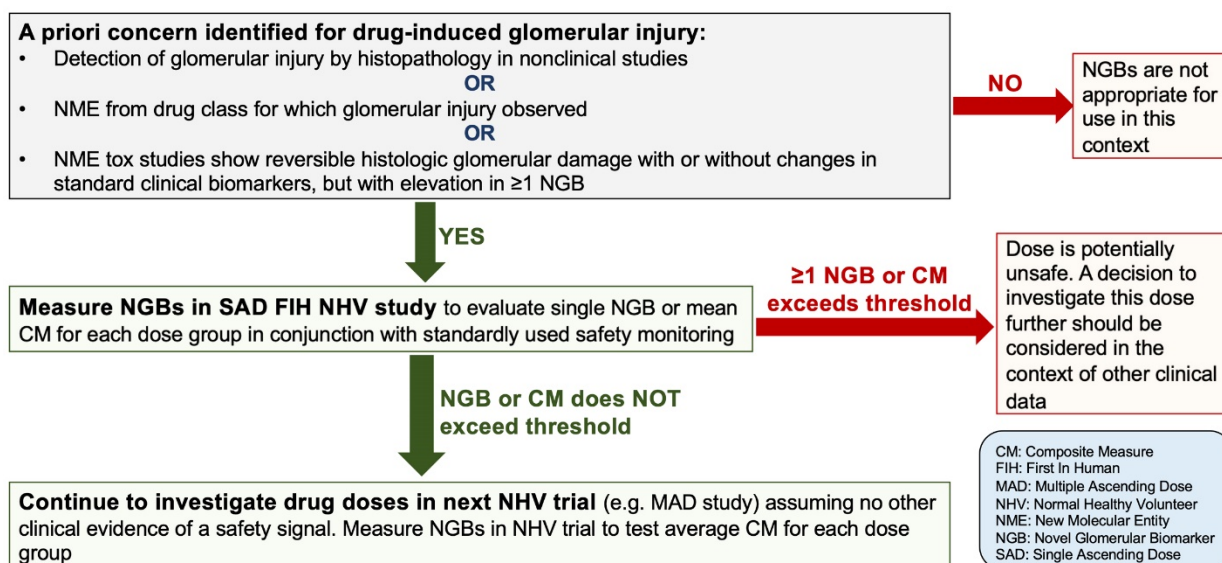 A priori concern identified for drug-induced glomerular injury:
• Detection of glomerular injury by histopathology in nonclinical studies
OR
• NME from drug class for which glomerular injury observed
OR
• NME tox studies show reversible histologic glomerular damage with or without changes in
standard clinical biomarkers, but with elevation in ≥1 NGB
NO
NGBs are not
appropriate for
use in this
context
YES
Measure NGBs in SAD FIH NHV study to evaluate single NGB or mean
CM for each dose group in conjunction with standardly used safety monitoring
≥1 NGB or CM
exceeds threshold
Dose is potentially
unsafe. A decision to
investigate this dose
further should be
considered in the
context of other clinical
data
NGB or CM does NOT
exceed threshold
Continue to investigate drug doses in next NHV trial (e.g. MAD study) assuming no other
clinical evidence of a safety signal. Measure NGBs in NHV trial to test average CM for each dose
group
CM: Composite Measure
FIH: First In Human
MAD: Multiple Ascending Dose
NHV: Normal Healthy Volunteer
NME: New Molecular Entity
NGB: Novel Glomerular Biomarker
SAD: Single Ascending Dose